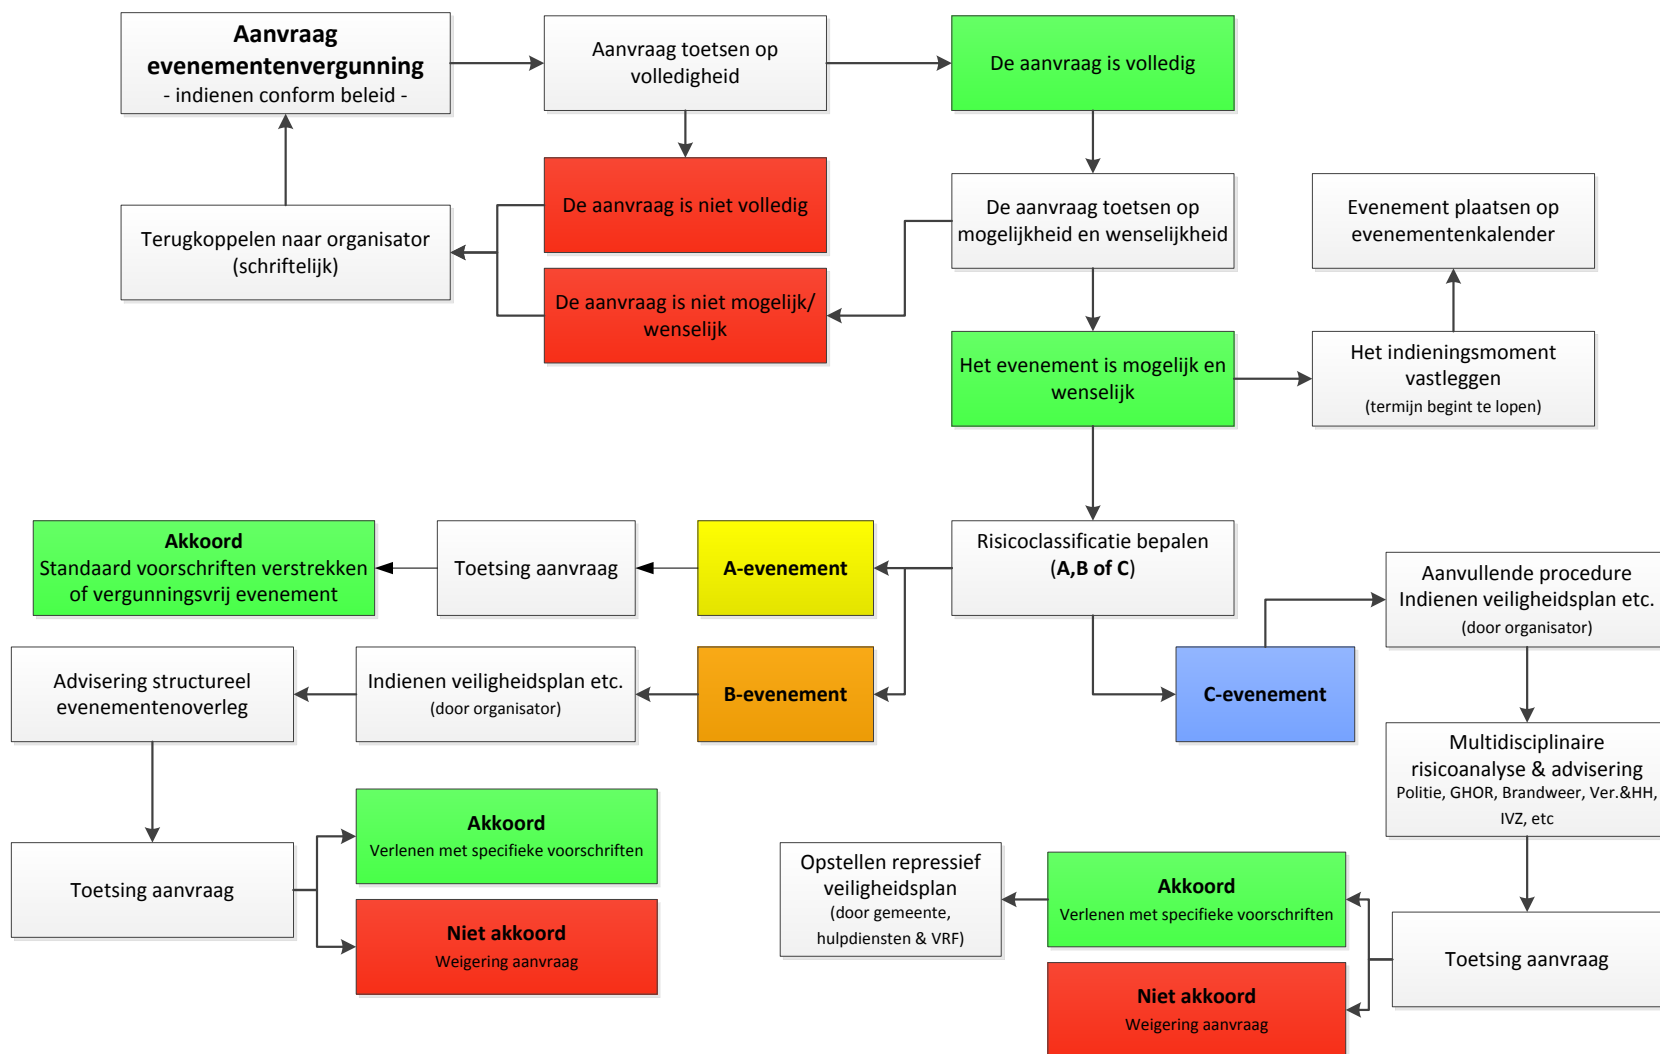 Aanvraag
evenementenvergunning
- indienen conform beleid -
Aanvraag toetsen op
volledigheid
De aanvraag is volledig
De aanvraag is niet volledig
Terugkoppelen naar organisator
(schriftelijk)
De aanvraag toetsen op
mogelijkheid en wenselijkheid
Evenement plaatsen op
evenementenkalender
De aanvraag is niet mogelijk/
wenselijk
Het evenement is mogelijk en
wenselijk
Het indieningsmoment
vastleggen
(termijn begint te lopen)
Akkoord
Standaard voorschriften verstrekken
of vergunningsvrij evenement
Toetsing aanvraag
A-evenement
Risicoclassificatie bepalen
(A,B of C)
Aanvullende procedure
Indienen veiligheidsplan etc.
(door organisator)
Advisering structureel
evenementenoverleg
Indienen veiligheidsplan etc.
(door organisator)
B-evenement
C-evenement
Multidisciplinaire
risicoanalyse & advisering
Politie, GHOR, Brandweer, Ver.&HH,
IVZ, etc
Toetsing aanvraag
Akkoord
Verlenen met specifieke voorschriften
Niet akkoord
Weigering aanvraag
Opstellen repressief
veiligheidsplan
(door gemeente,
hulpdiensten & VRF)
Akkoord
Verlenen met specifieke voorschriften
Toetsing aanvraag
Niet akkoord
Weigering aanvraag